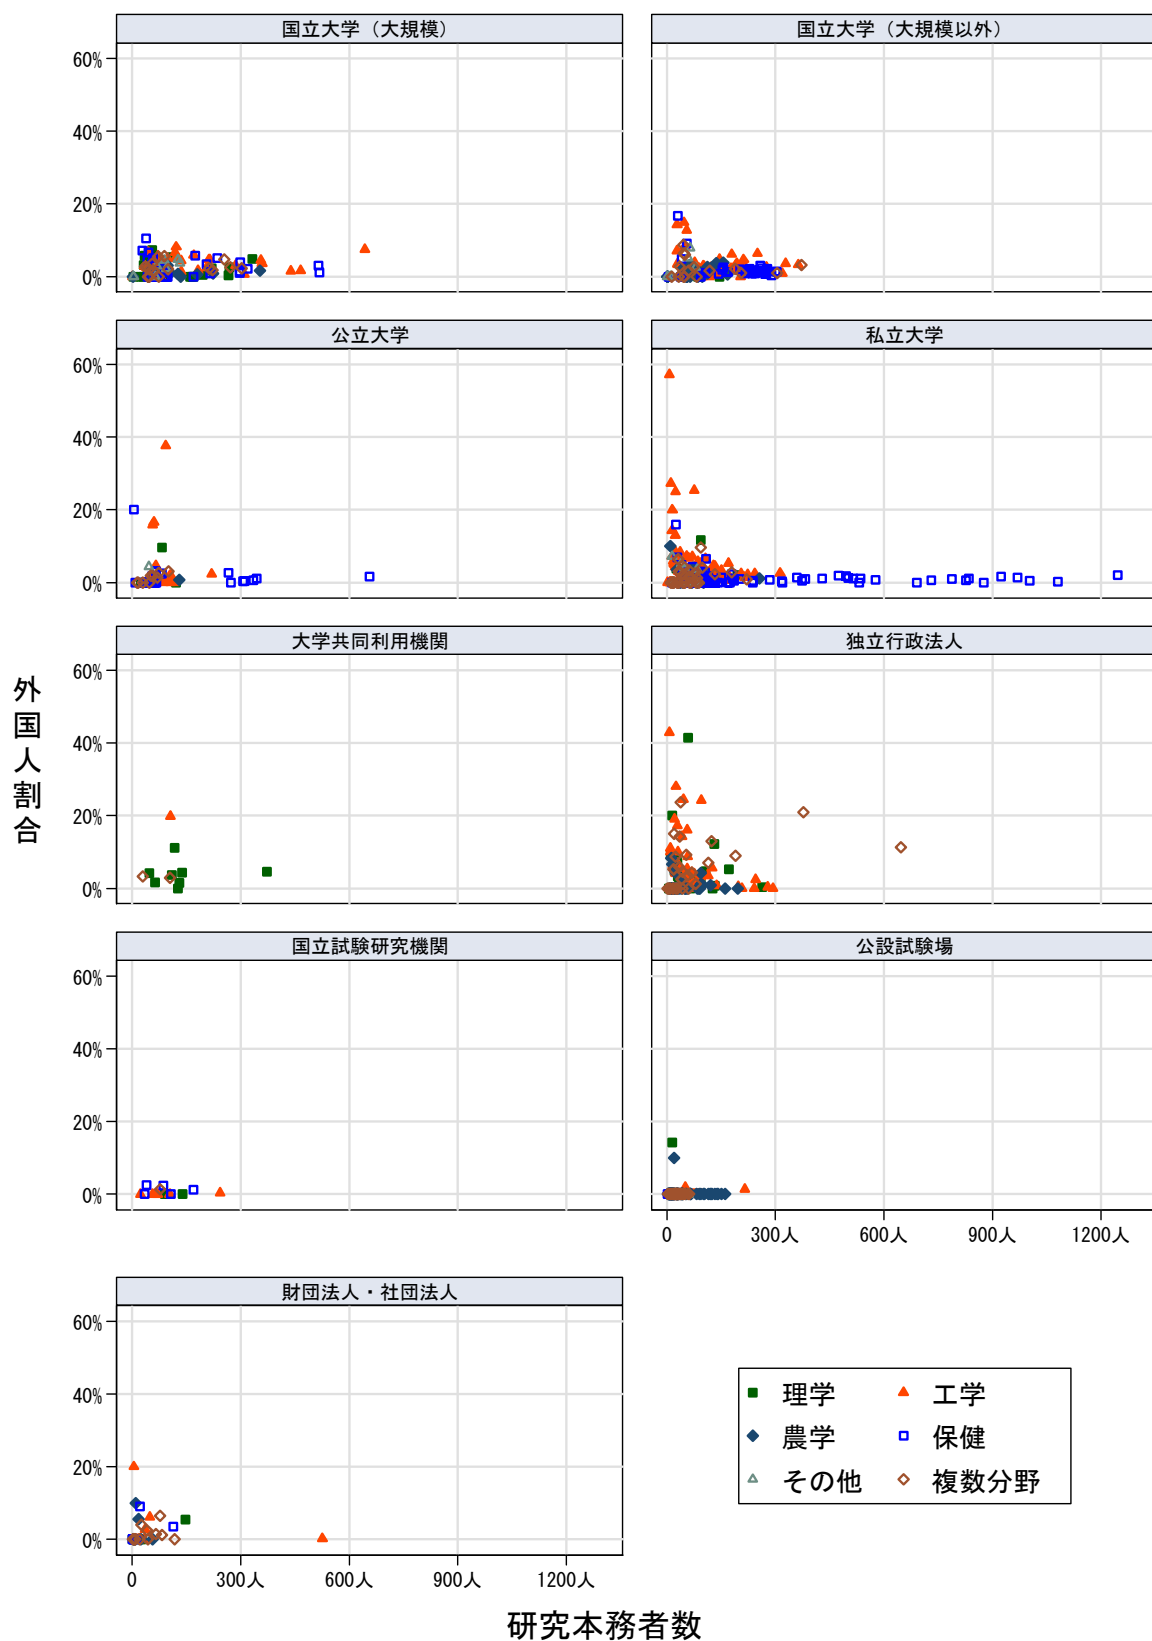 国立大学（大規模）
国立大学（大規模以外）
60%
40%
20%
0%
公立大学
私立大学
60%
40%
20%
0%
大学共同利用機関
独立行政法人
60%
40%
20%
0%
外国人割合
国立試験研究機関
公設試験場
60%
40%
20%
0%
0 300人 600人 900人 1200人
財団法人・社団法人
60%
40%
20%
0%
0 300人 600人 900人 1200人
理学 工学
農学 保健
その他 複数分野
研究本務者数